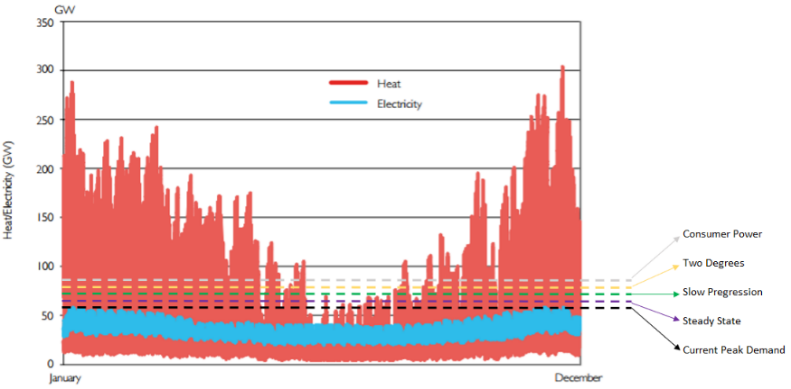 GW
350
300
250
200
150
100
50
0
Heat/Electricity (GW)
Heat
Electricity
January
December
Consumer Power
Two Degrees
Slow Pregression
Steady State
Current Peak Demand